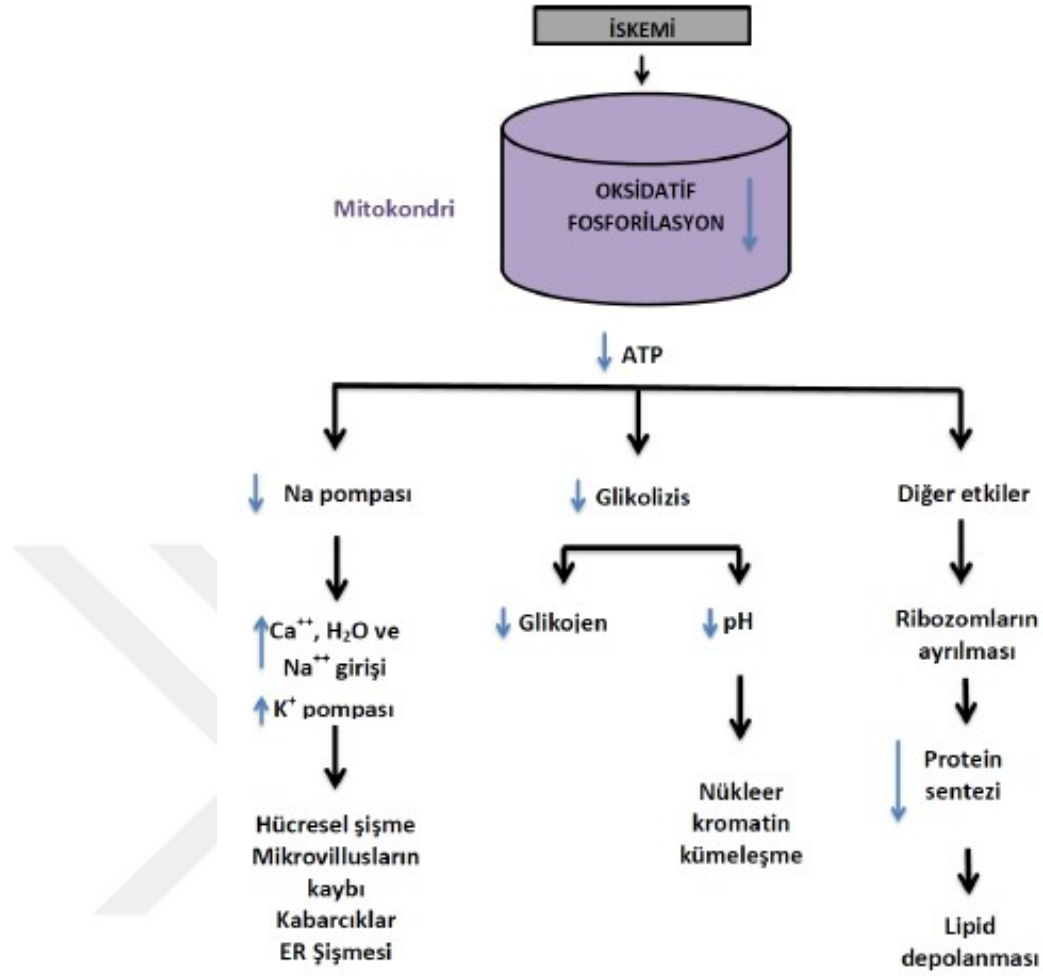 İSKEMİ
Mitokondri
OKSİDATİF
FOSFORİLASYON
ATP
Na pompası
Glikolizis
Diğer etkiler
Ca⁺⁺, H₂O ve
Na⁺⁺ girişi
K⁺ pompası
Glikojen
pH
Ribozomların
ayrılması
Hücresel şişme
Mikrovillusların
kaybı
Kabarcıklar
ER Şişmesi
Nükleer
kromatin
kümeleşme
Protein
sentezi
Lipid
depolanması